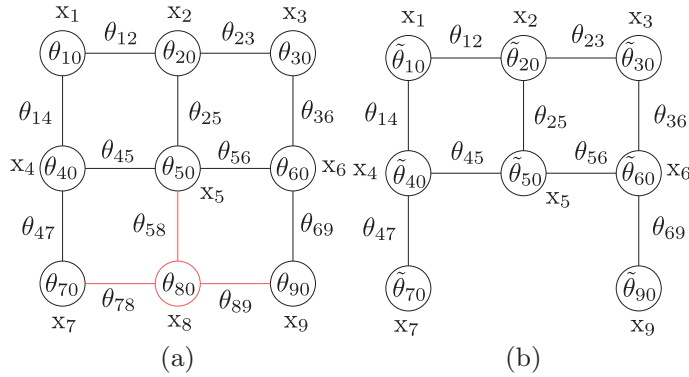 x₁ x₂ x₃ x₁ x₂ x₃
θ₁₀ θ₁₂ θ₂₀ θ₂₃ θ₃₀ θ̃₁₀ θ₁₂ θ̃₂₀ θ₂₃ θ̃₃₀
θ₁₄ θ₂₅ θ₃₆ θ₁₄ θ₂₅ θ₃₆
x₄ θ₄₀ θ₄₅ θ₅₀ θ₅₆ θ₆₀ x₆ x₄ θ̃₄₀ θ₄₅ θ̃₅₀ θ₅₆ θ̃₆₀ x₆
x₅ x₅
θ₄₇ θ₅₈ θ₆₉ θ₄₇ θ₆₉
θ₇₀ θ₇₈ θ₈₀ θ₈₉ θ₉₀ θ̃₇₀ θ̃₉₀
x₇ x₈ x₉ x₇ x₉
(a) (b)